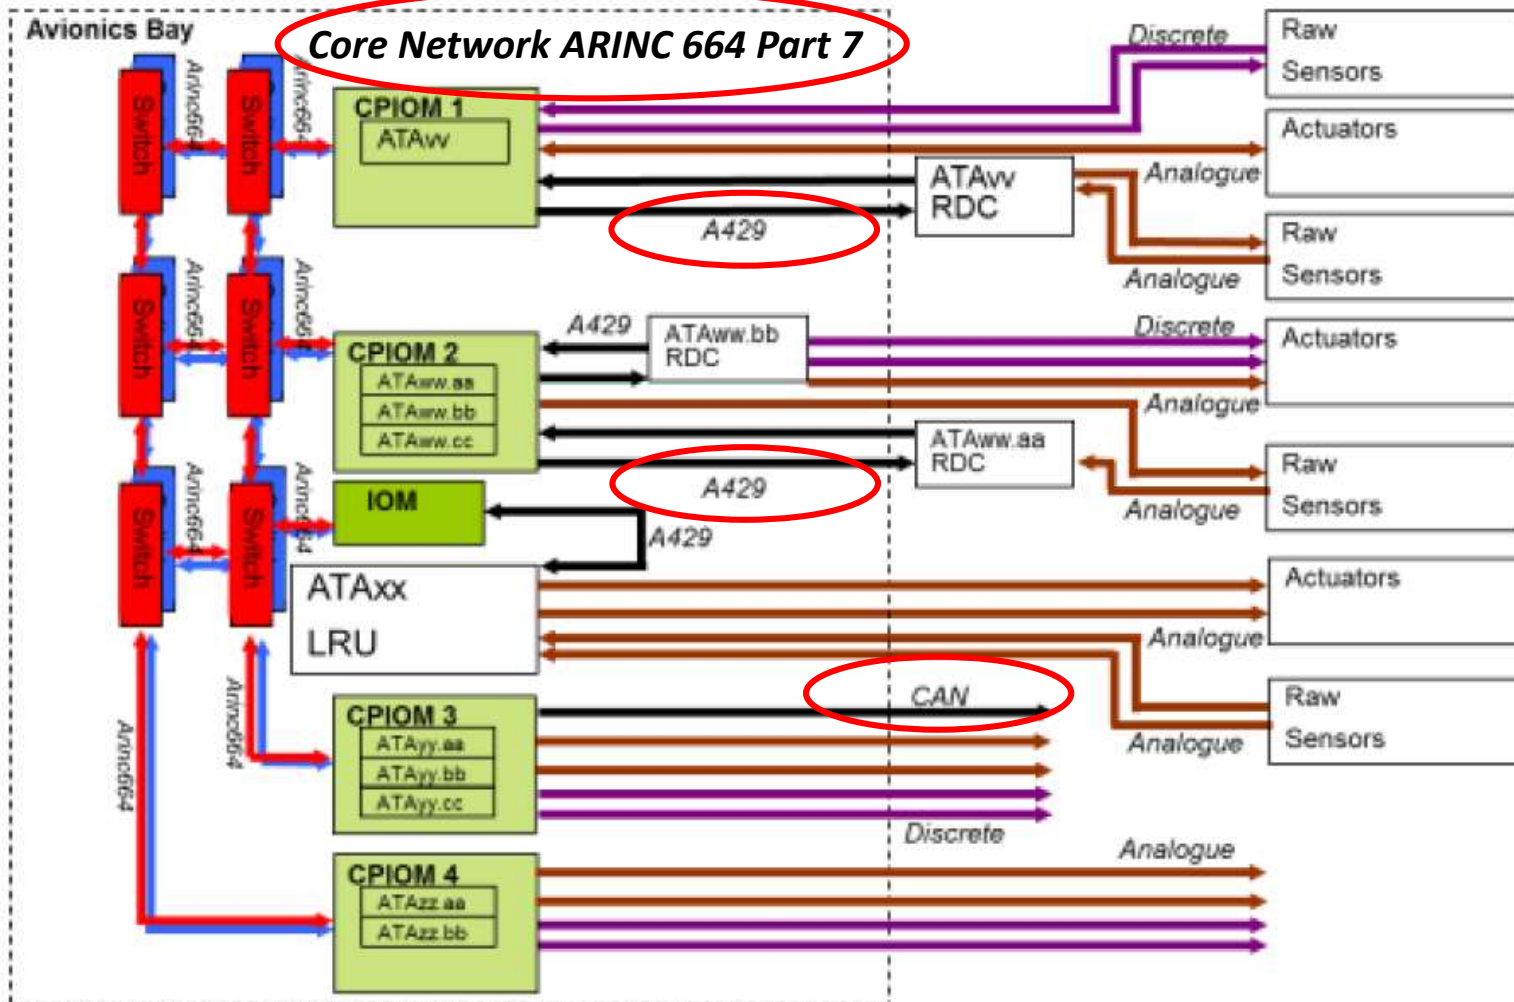 Avionics Bay
Core Network ARINC 664 Part 7
Arinc664
Arinc664
Switch
Switch
CPIOM 1
ATAvv
Discrete
Raw
Sensors
Actuators
Analogue
ATAvv
RDC
A429
Raw
Sensors
Analogue
Arinc664
Arinc664
Switch
Switch
CPIOM 2
ATAww.aa
ATAww.bb
ATAww.cc
A429
ATAww.bb
RDC
Discrete
Actuators
Analogue
ATAww.aa
RDC
A429
Raw
Sensors
Analogue
Arinc664
Arinc664
Switch
Switch
IOM
A429
ATAxx
LRU
Actuators
Analogue
Raw
Sensors
Analogue
Arinc664
Arinc664
CPIOM 3
ATAyy.aa
ATAyy.bb
ATAyy.cc
CAN
Discrete
CPIOM 4
ATAzz.aa
ATAzz.bb
Analogue